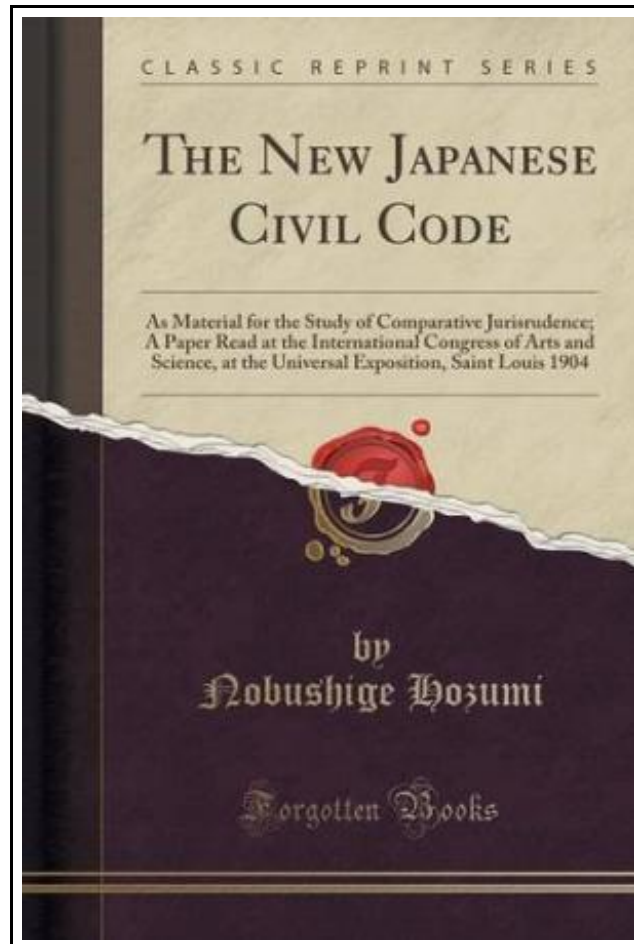 CLASSIC REPRINT SERIES
THE NEW JAPANESE
CIVIL CODE
As Material for the Study of Comparative Jurisrudence;
A Paper Read at the International Congress of Arts and
Science, at the Universal Exposition, Saint Louis 1904
by
Nobushige Hozumi
Forgotten Books